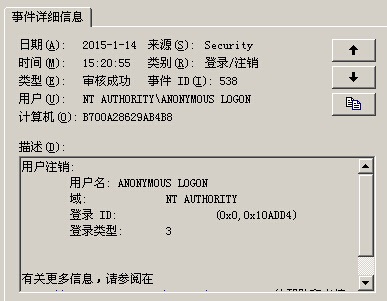 事件详细信息
日期(A): 2015-1-14 来源(S): Security
时间(M): 15:20:55 类别(R): 登录/注销
类型(E): 审核成功 事件 ID(I): 538
用户(U): NT AUTHORITY\ANONYMOUS LOGON
计算机(O): B700A28629AB4B8
描述(D):
用户注销:
用户名: ANONYMOUS LOGON
域: NT AUTHORITY
登录 ID: (0x0,0x10ADD4)
登录类型: 3
有关更多信息，请参阅在